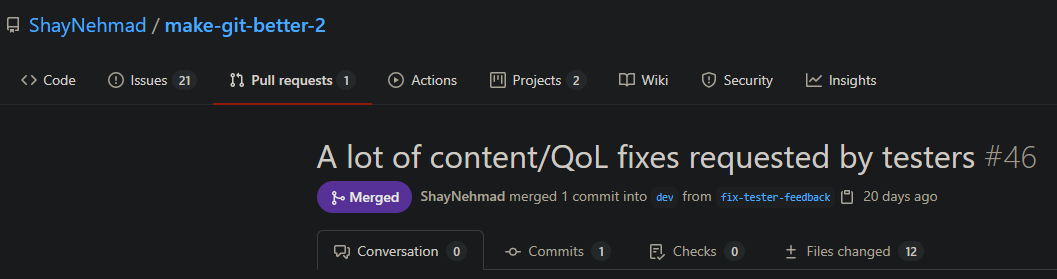 ShayNehmad / make-git-better-2
Code Issues 21 Pull requests 1 Actions Projects 2 Wiki Security Insights
A lot of content/QoL fixes requested by testers #46
Merged ShayNehmad merged 1 commit into dev from fix-tester-feedback 20 days ago
Conversation 0 Commits 1 Checks 0 Files changed 12